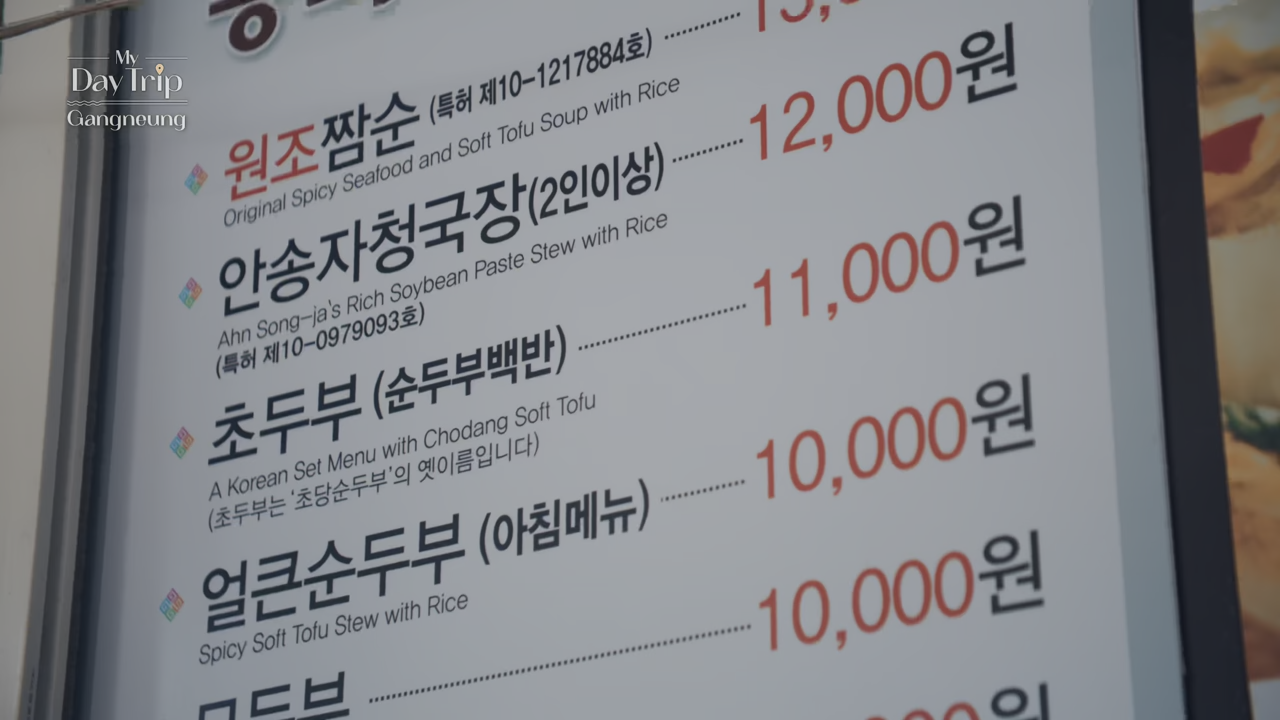 My
Day Trip
Gangneung
원조짬순 (특허 제10-1217884호)
Original Spicy Seafood and Soft Tofu Soup with Rice
안송자청국장(2인이상) 12,000원
Ahn Song-ja's Rich Soybean Paste Stew with Rice
(특허 제10-0979093호)
초두부 (순두부백반) 11,000원
A Korean Set Menu with Chodang Soft Tofu
(초두부는 '초당순두부'의 옛이름입니다)
얼큰순두부 (아침메뉴) 10,000원
Spicy Soft Tofu Stew with Rice
모두부 10,000원